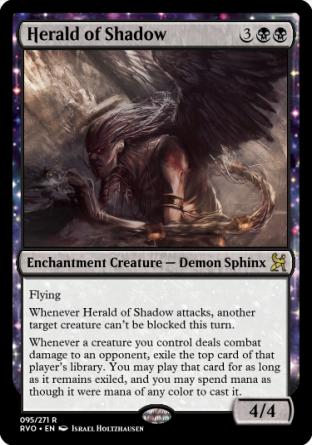 Herald of Shadow 3
Enchantment Creature — Demon Sphinx
Flying
Whenever Herald of Shadow attacks, another
target creature can't be blocked this turn.
Whenever a creature you control deals combat
damage to an opponent, exile the top card of that
player's library. You may play that card for as long
as it remains exiled, and you may spend mana as
though it were mana of any color to cast it.
4/4
095/271 R
RVO • EN Israel Holtzhausen